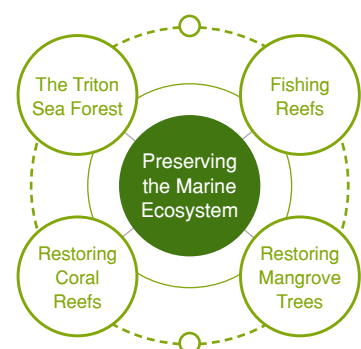 The Triton
Sea Forest
Fishing
Reefs
Preserving
the Marine
Ecosystem
Restoring
Coral
Reefs
Restoring
Mangrove
Trees